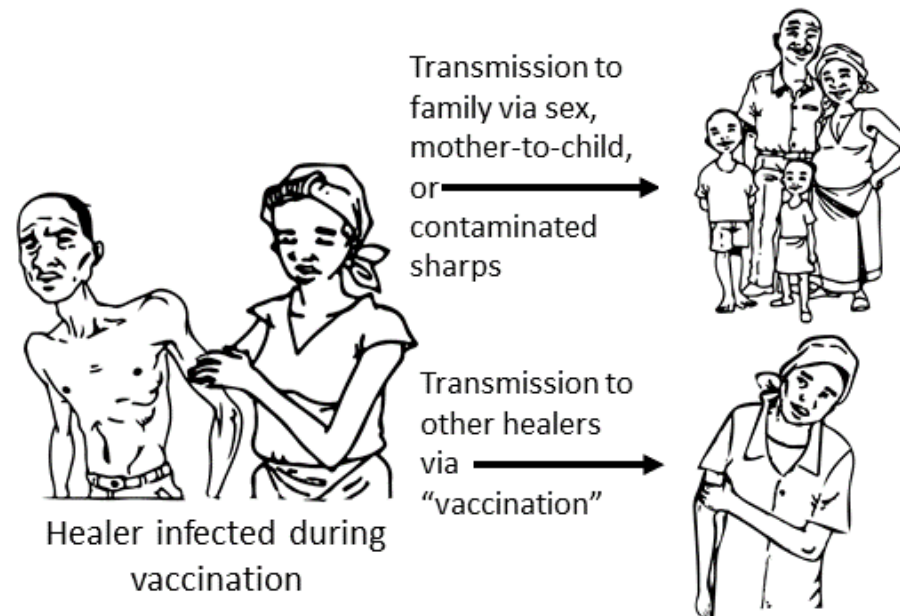 Transmission to
family via sex,
mother-to-child,
or
contaminated
sharps
Transmission to
other healers
via
“vaccination”
Healer infected during
vaccination